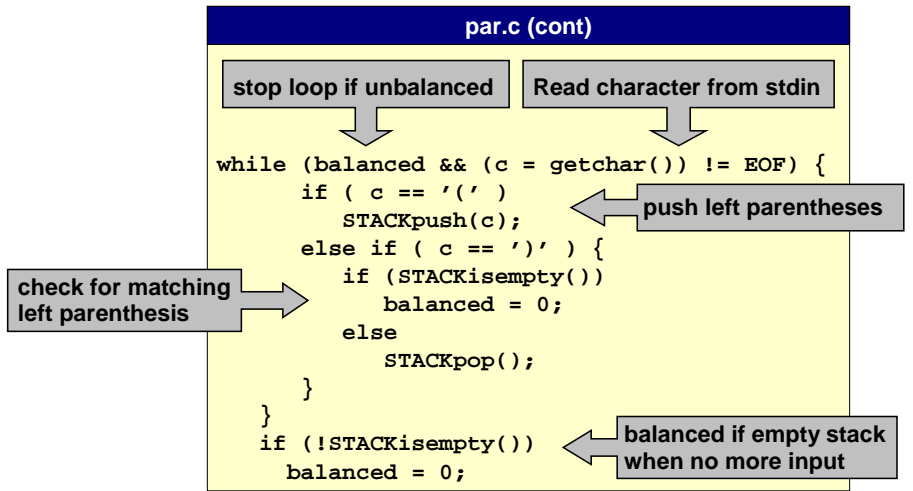 par.c (cont)
stop loop if unbalanced
Read character from stdin
while (balanced && (c = getchar()) != EOF) {
if ( c == '(' )
STACKpush(c);
push left parentheses
else if ( c == ')' ) {
if (STACKisempty())
check for matching
left parenthesis
balanced = 0;
else
STACKpop();
}
}
if (!STACKisempty())
balanced = 0;
balanced if empty stack
when no more input